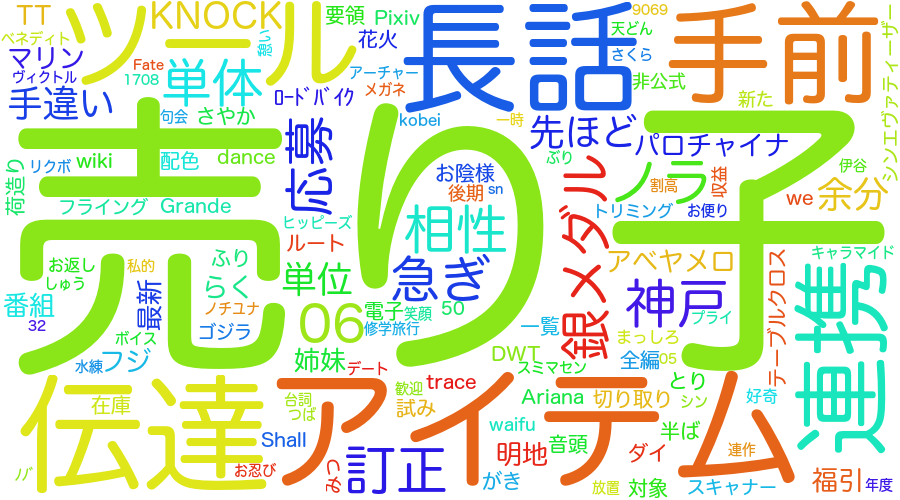 TT
KNOCK
要領
Pixiv
9069
ベネディト
ツール
憩い
花火
長話
天どん
手前
シンエヴァティーザー
マリン
Fate
単体
アーチャー
さくら
ヴィクトル
1708
メガネ
非公式
手違い
ロードバイク
新た
句会
さやか
kobei
一時
先ほど
パロチャイナ
売り子
応募
wiki
配色
dance
ぶり
伊谷
リクボ
荷造り
お陰様
sn
銀メダル
ノラ
割高
収益
we
余分
フライング
Grande
後期
トリミング
お便り
ヒッピーズ
相性
ルート
アベヤメロ
キャラマイド
ふり
お返し
私的
急ぎ
しゅう
らく
単位
神戸
連携
テーブルクロス
番組
最新
ノチユナ
06
電子
笑顔
50
プライ
32
ゴジラ
修学旅行
一覧
ボイス
まっしろ
フジ
水練
姉妹
デート
DWT
スミマセン
全編
05
伝達
アイテム
歓迎
trace
とり
在庫
台詞
試み
Ariana
切り取り
シン
好奇
つば
waifu
Shall
音頭
半ば
明地
ダイ
連作
お忍び
つみ
訂正
がき
放置
対象
スキャナー
福引
年度